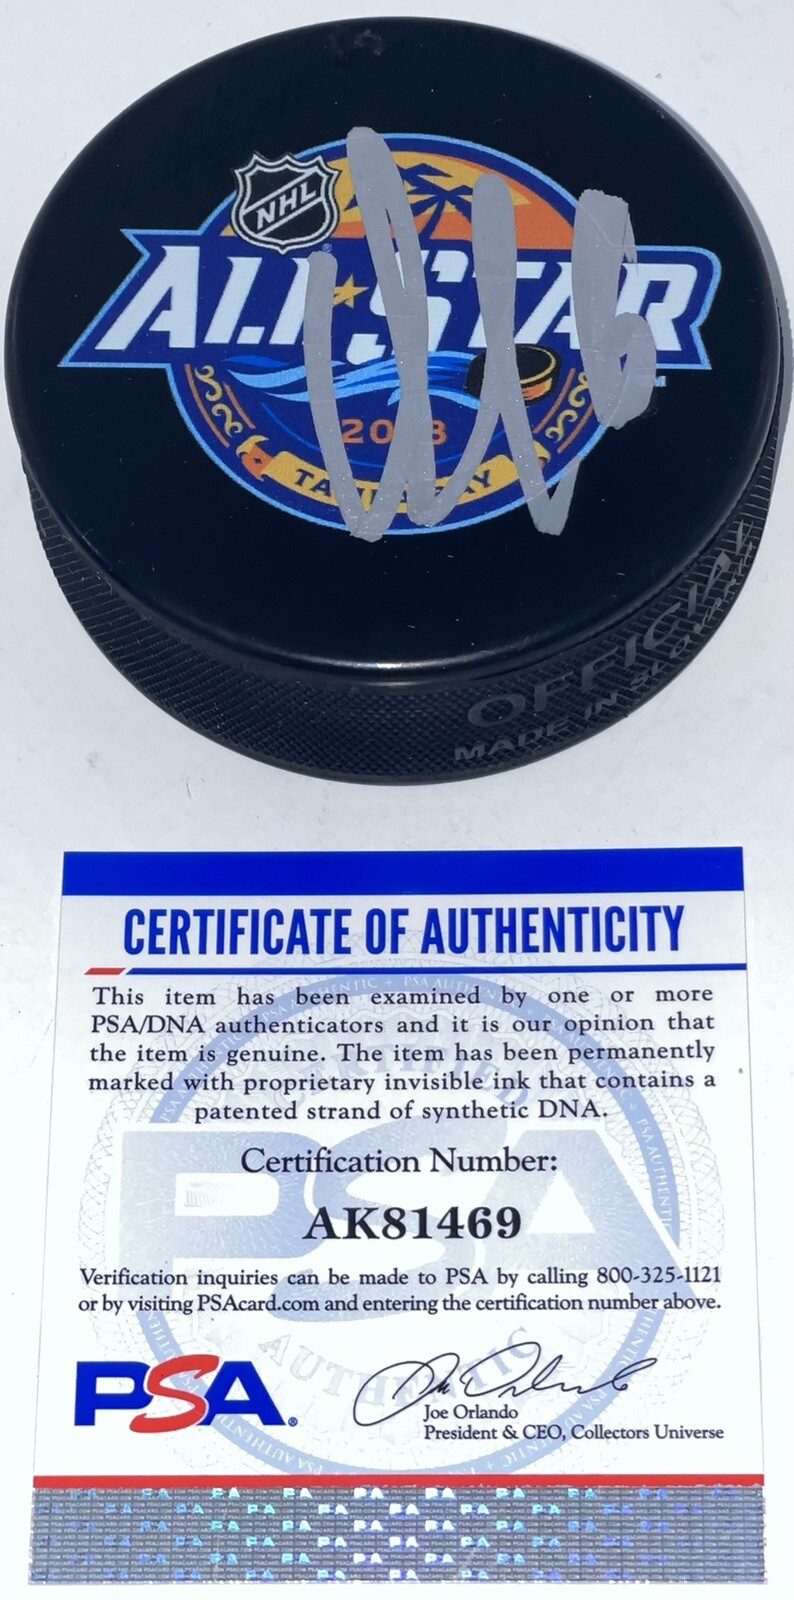 NHL
ALL STAR
2018
TAMPA BAY
OFFICIAL
MADE IN SLOVAKIA
CERTIFICATE OF AUTHENTICITY
This item has been examined by one or more
PSA/DNA authenticators and it is our opinion that
the item is genuine. The item has been permanently
marked with proprietary invisible ink that contains a
patented strand of synthetic DNA.
Certification Number:
AK81469
Verification inquiries can be made to PSA by calling 800-325-1121
or by visiting PSAcard.com and entering the certification number above.
PSA®
Joe Orlando
President & CEO, Collectors Universe